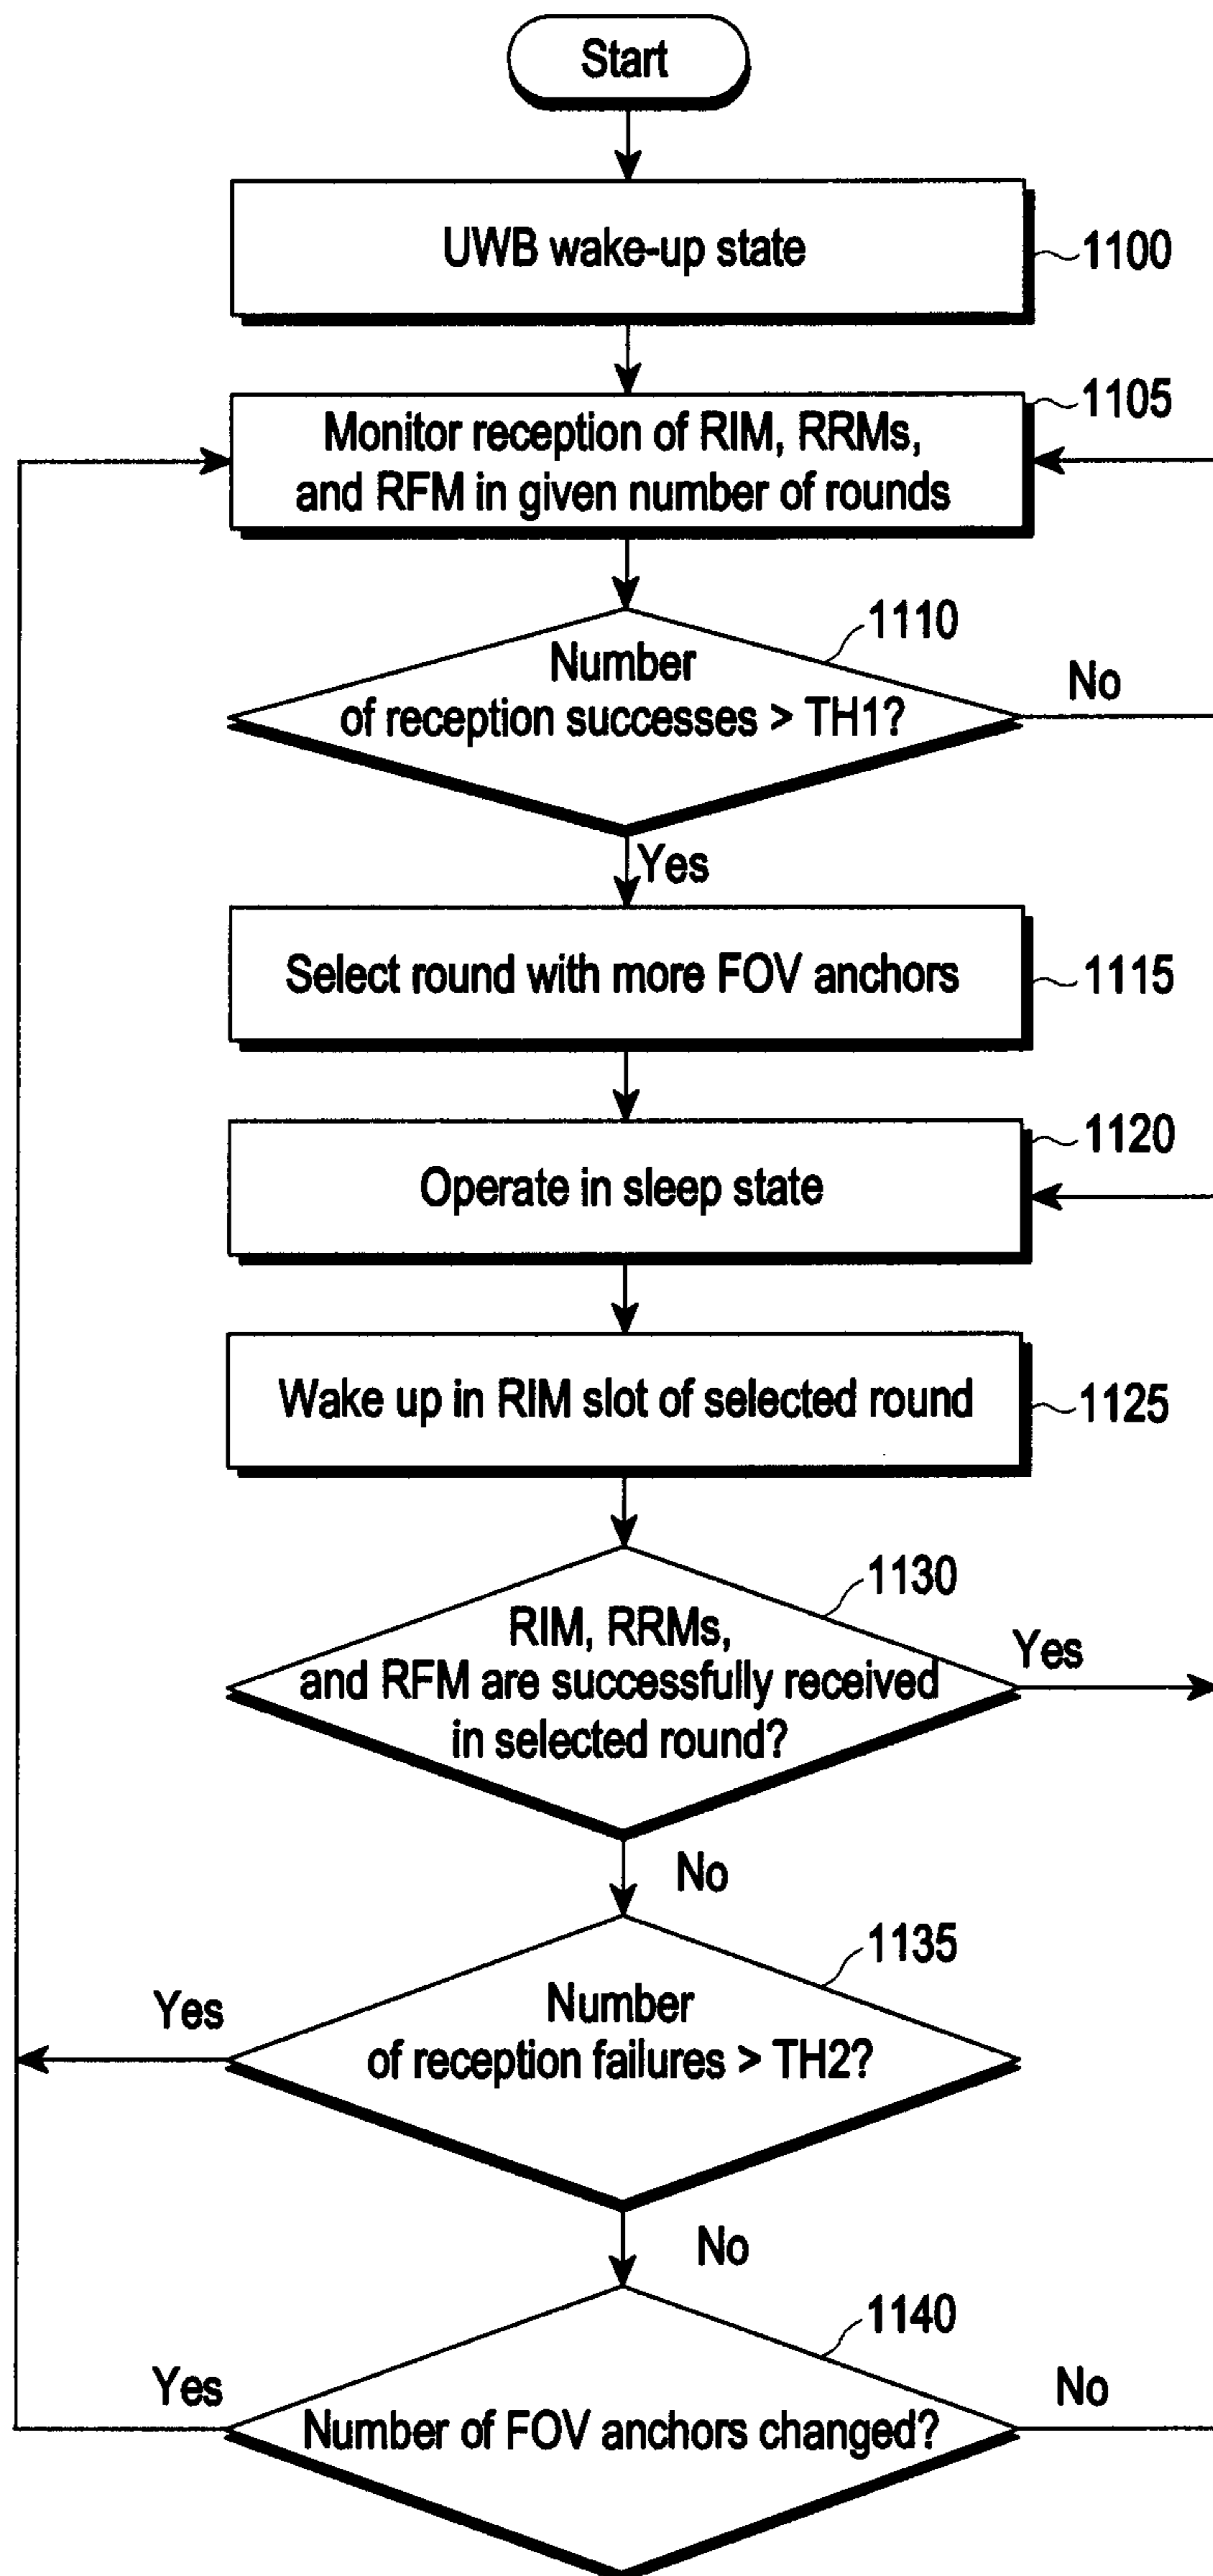 Start
UWB wake-up state
1100
1105
Monitor reception of RIM, RRMs,
and RFM in given number of rounds
1110
Number
of reception successes > TH1?
No
Yes
Select round with more FOV anchors
1115
1120
Operate in sleep state
Wake up in RIM slot of selected round
1125
1130
RIM, RRMs,
and RFM are successfully received
in selected round?
Yes
No
1135
Number
of reception failures > TH2?
Yes
No
1140
Number of FOV anchors changed?
Yes
No